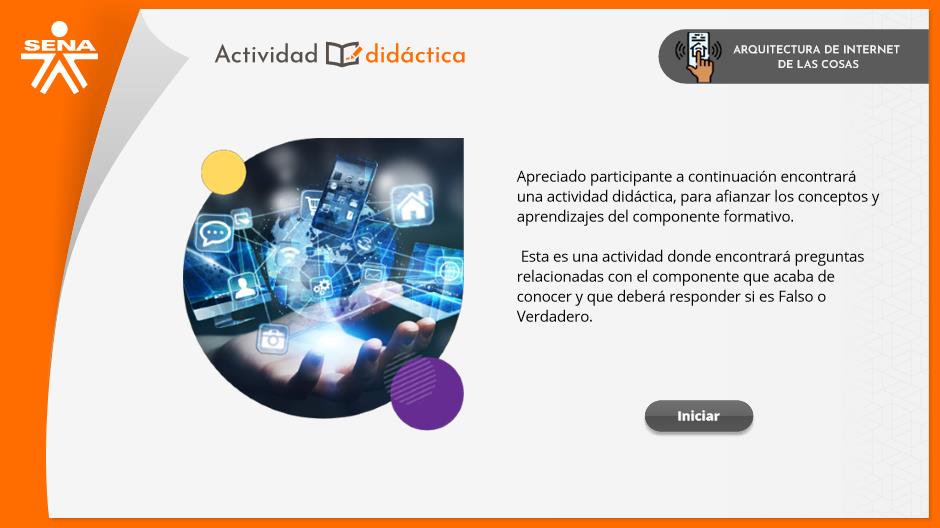 SENA
Actividad didáctica
ARQUITECTURA DE INTERNET
DE LAS COSAS
Apreciado participante a continuación encontrará
una actividad didáctica, para afianzar los conceptos y
aprendizajes del componente formativo.
Esta es una actividad donde encontrará preguntas
relacionadas con el componente que acaba de
conocer y que deberá responder si es Falso o
Verdadero.
Iniciar